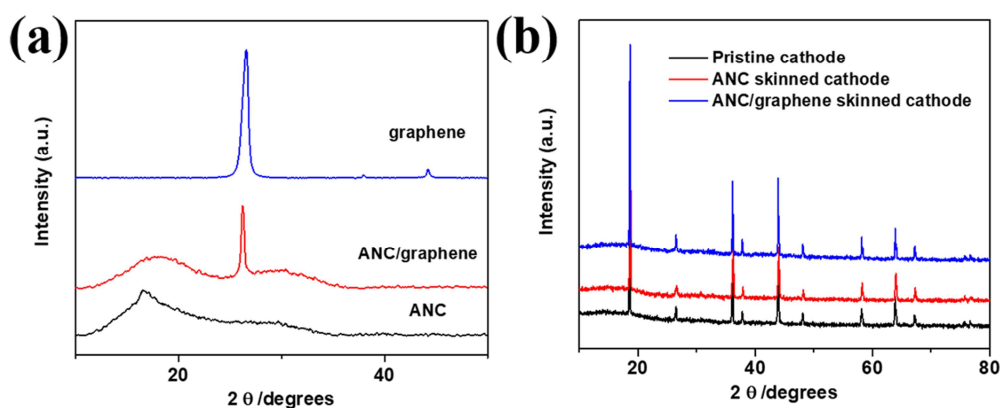 (a)
graphene
ANC/graphene
ANC
Intensity (a.u.)
20
40
2 θ /degrees
(b)
Pristine cathode
ANC skinned cathode
ANC/graphene skinned cathode
Intensity (a.u.)
20
40
60
80
2 θ /degrees